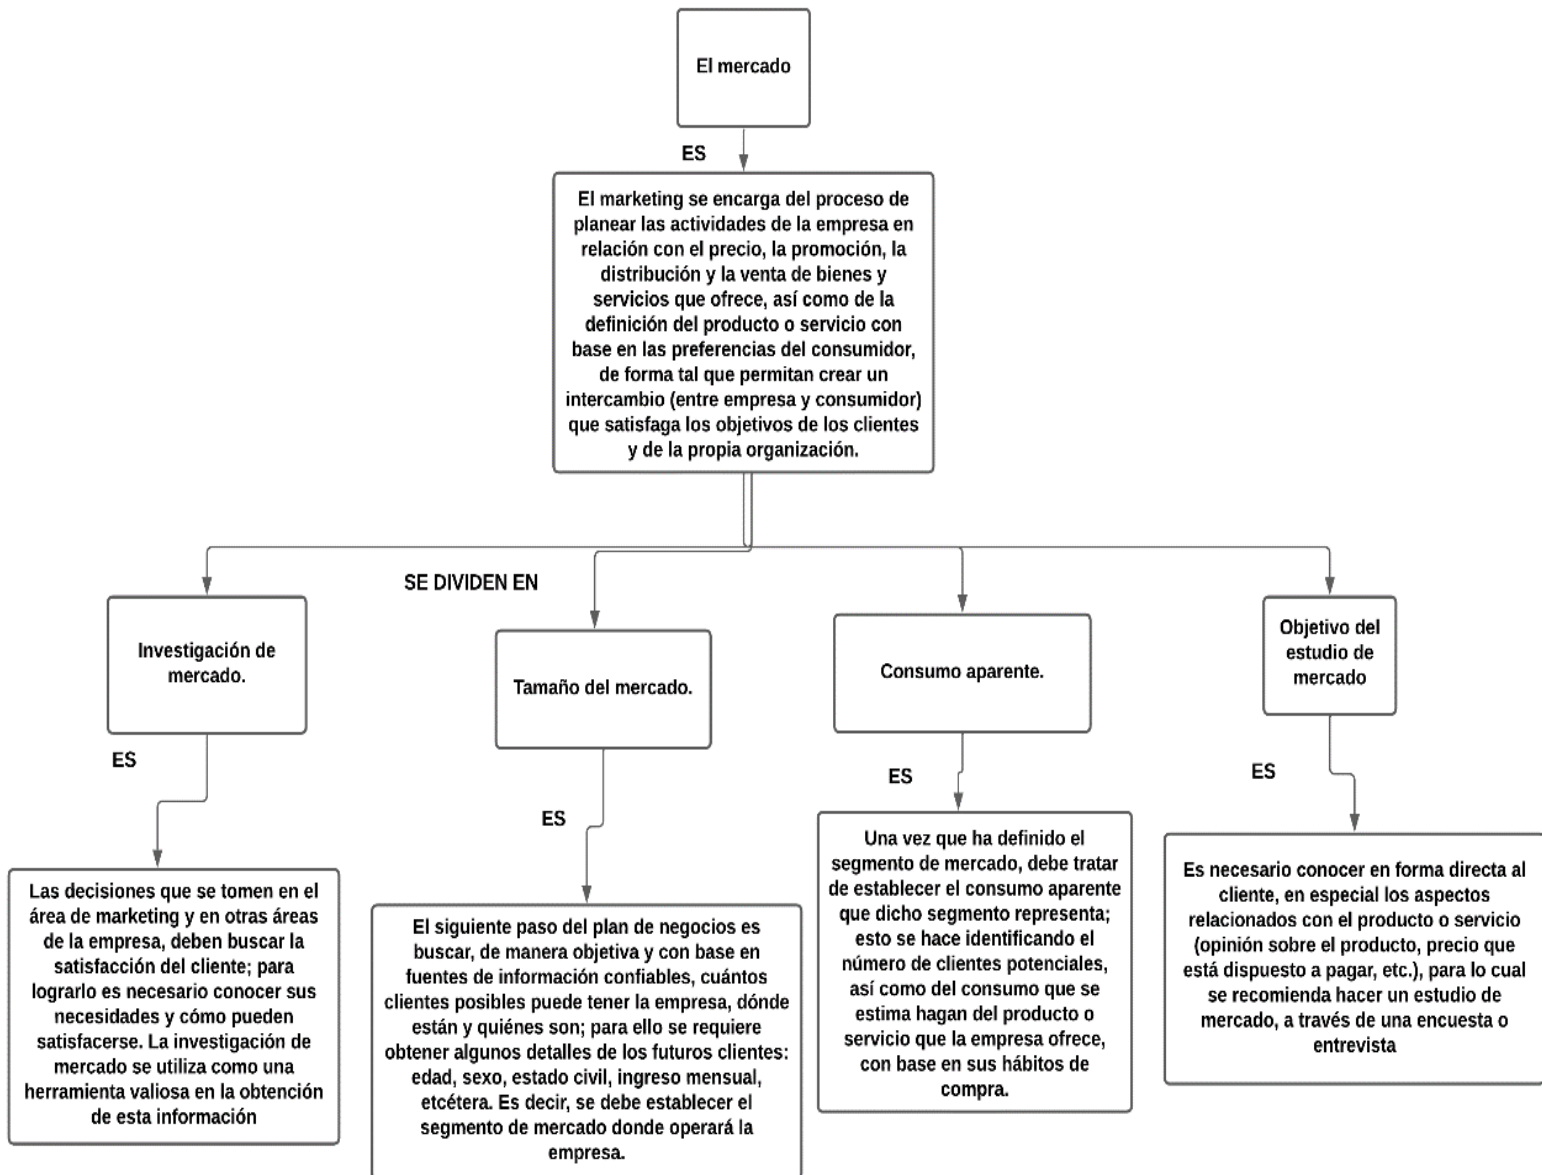 El mercado
ES
El marketing se encarga del proceso de
planear las actividades de la empresa en
relación con el precio, la promoción, la
distribución y la venta de bienes y
servicios que ofrece, así como de la
definición del producto o servicio con
base en las preferencias del consumidor,
de forma tal que permitan crear un
intercambio (entre empresa y consumidor)
que satisfaga los objetivos de los clientes
y de la propia organización.
SE DIVIDEN EN
Investigación de
mercado.
ES
Las decisiones que se tomen en el
área de marketing y en otras áreas
de la empresa, deben buscar la
satisfacción del cliente; para
lograrlo es necesario conocer sus
necesidades y cómo pueden
satisfacerse. La investigación de
mercado se utiliza como una
herramienta valiosa en la obtención
de esta información
Tamaño del mercado.
ES
El siguiente paso del plan de negocios es
buscar, de manera objetiva y con base en
fuentes de información confiables, cuántos
clientes posibles puede tener la empresa, dónde
están y quiénes son; para ello se requiere
obtener algunos detalles de los futuros clientes:
edad, sexo, estado civil, ingreso mensual,
etcétera. Es decir, se debe establecer el
segmento de mercado donde operará la
empresa.
Consumo aparente.
ES
Una vez que ha definido el
segmento de mercado, debe tratar
de establecer el consumo aparente
que dicho segmento representa;
esto se hace identificando el
número de clientes potenciales,
así como del consumo que se
estima hagan del producto o
servicio que la empresa ofrece,
con base en sus hábitos de
compra.
Objetivo del
estudio de
mercado
ES
Es necesario conocer en forma directa al
cliente, en especial los aspectos
relacionados con el producto o servicio
(opinión sobre el producto, precio que
está dispuesto a pagar, etc.), para lo cual
se recomienda hacer un estudio de
mercado, a través de una encuesta o
entrevista